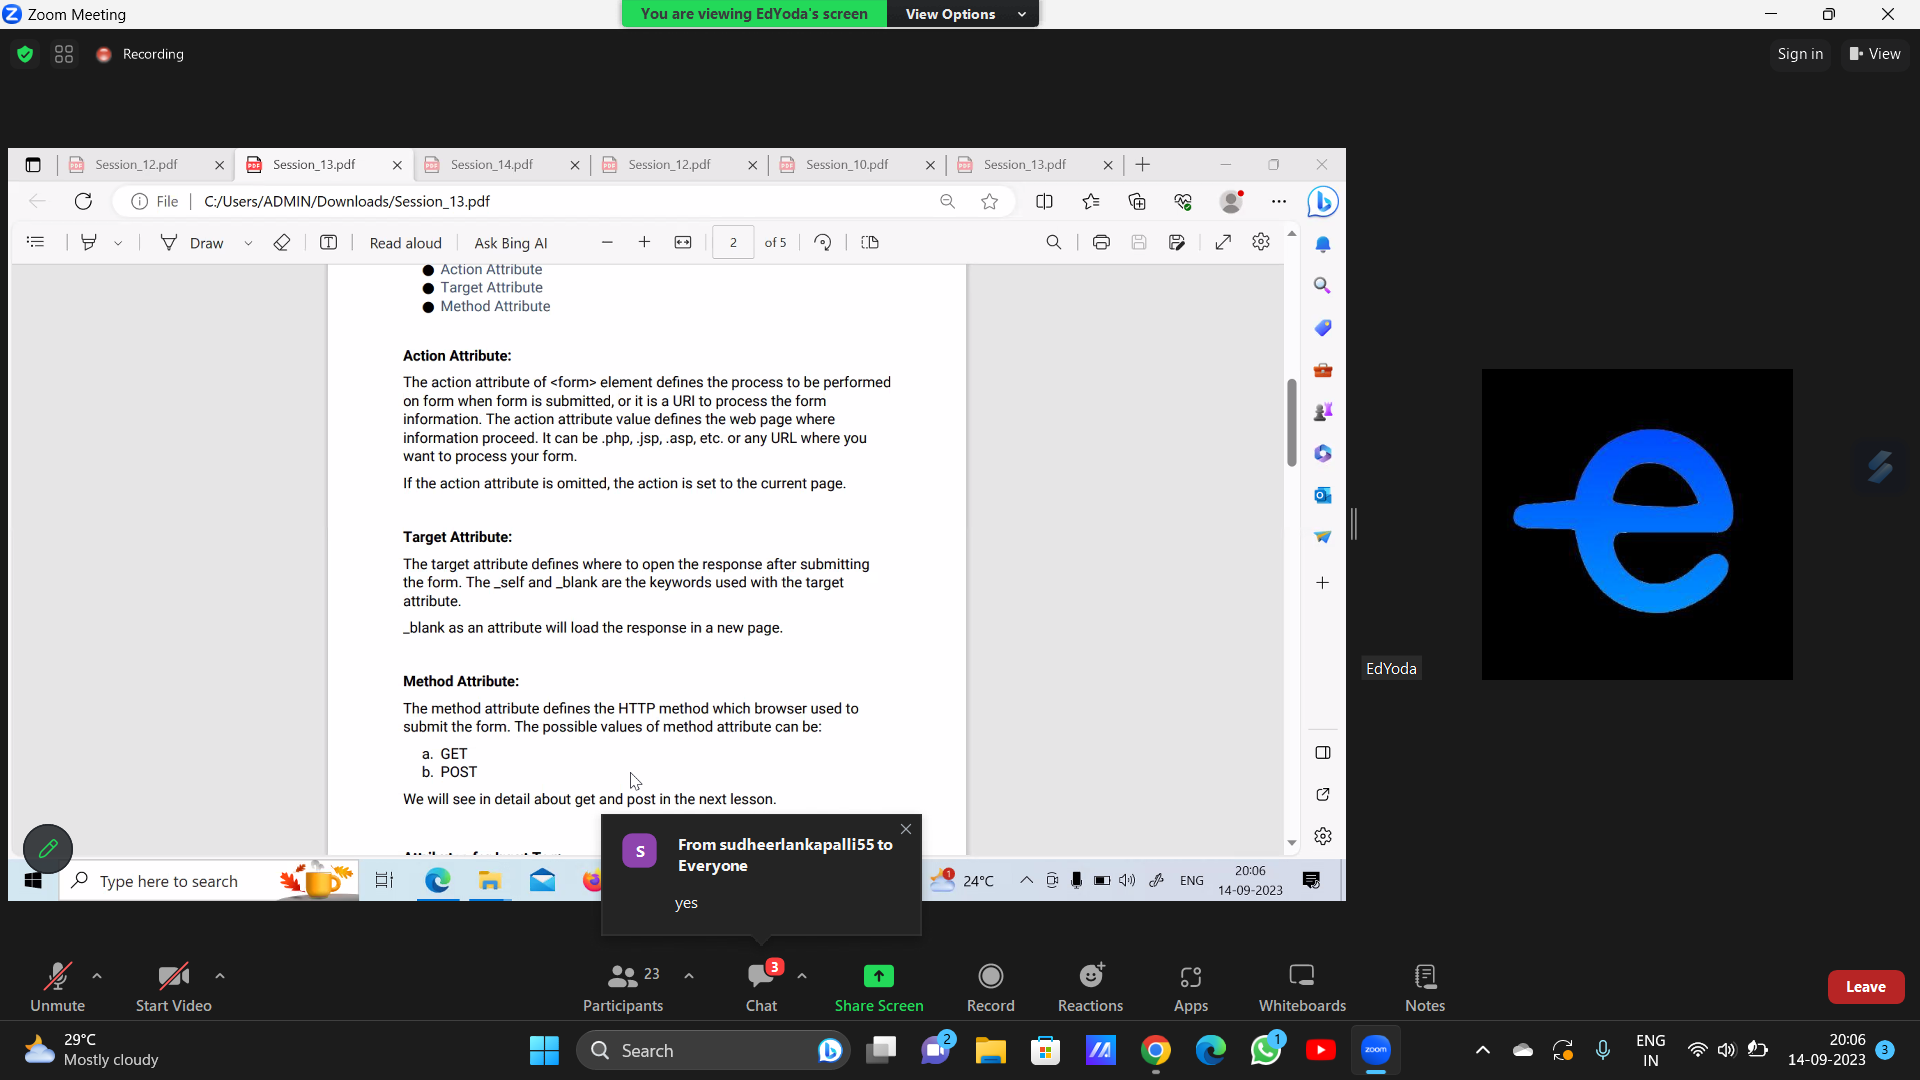 Zoom Meeting
You are viewing EdYoda's screen
View Options
Recording
Sign in
View
Session_12.pdf
Session_13.pdf
Session_14.pdf
Session_12.pdf
Session_10.pdf
Session_13.pdf
File
C:/Users/ADMIN/Downloads/Session_13.pdf
Draw
Read aloud
Ask Bing AI
2
of 5
Action Attribute
Target Attribute
Method Attribute
Action Attribute:
The action attribute of <form> element defines the process to be performed
on form when form is submitted, or it is a URI to process the form
information. The action attribute value defines the web page where
information proceed. It can be .php, .jsp, .asp, etc. or any URL where you
want to process your form.
If the action attribute is omitted, the action is set to the current page.
Target Attribute:
The target attribute defines where to open the response after submitting
the form. The _self and _blank are the keywords used with the target
attribute.
_blank as an attribute will load the response in a new page.
Method Attribute:
The method attribute defines the HTTP method which browser used to
submit the form. The possible values of method attribute can be:
a. GET
b. POST
We will see in detail about get and post in the next lesson.
EdYoda
S
From sudheerlankapalli55 to
Everyone
yes
Type here to search
1
24°C
ENG
20:06
14-09-2023
Unmute
Start Video
23
Participants
3
Chat
Share Screen
Record
Reactions
Apps
Whiteboards
Notes
Leave
29°C
Mostly cloudy
Search
2
1
zoom
ENG
IN
20:06
14-09-2023
3